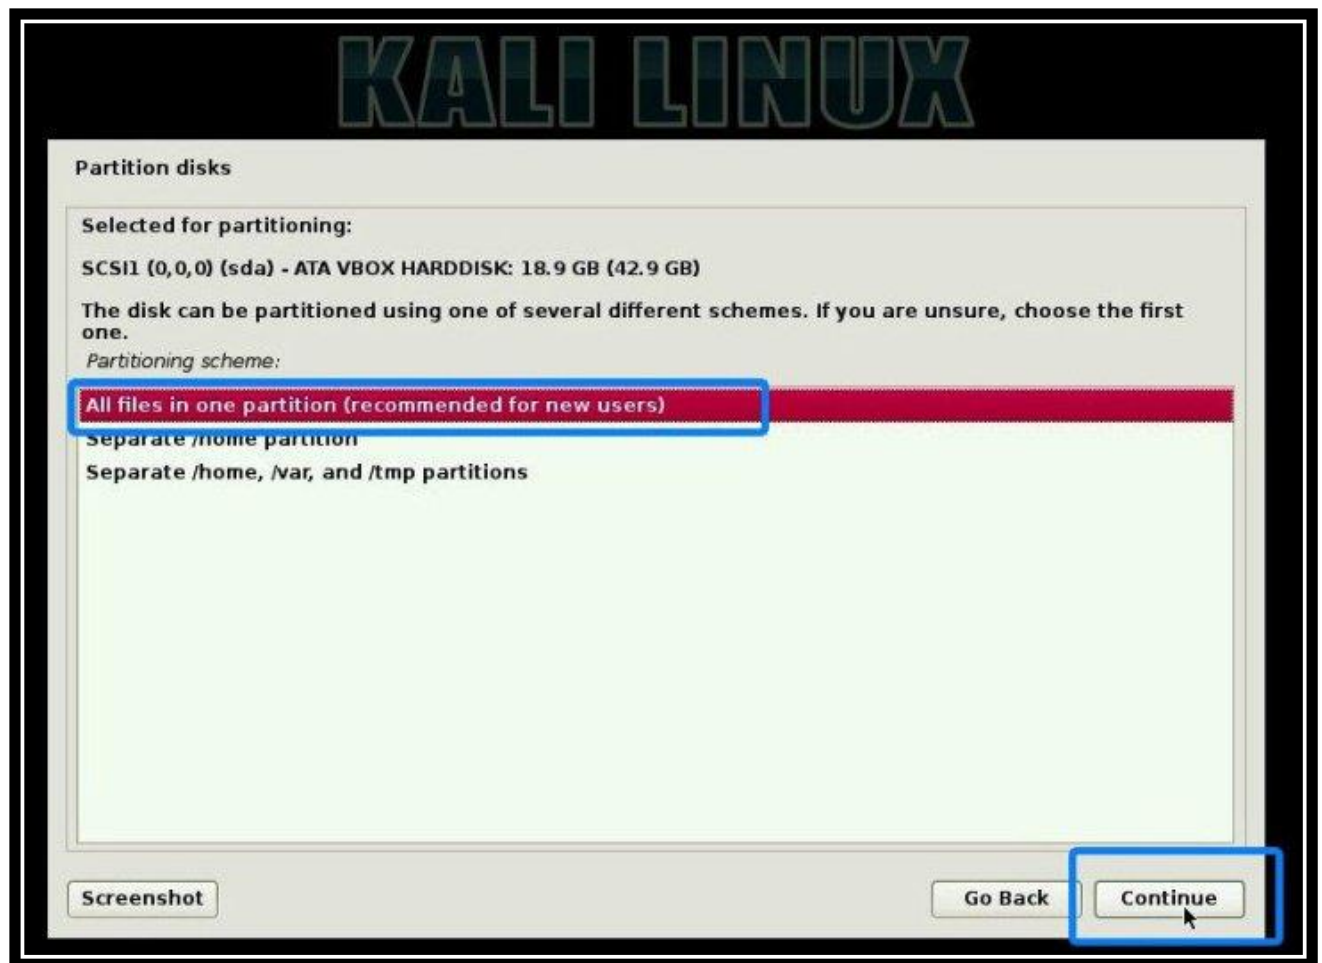 KALI LINUX
Partition disks
Selected for partitioning:
SCSI1 (0,0,0) (sda) - ATA VBOX HARDDISK: 18.9 GB (42.9 GB)
The disk can be partitioned using one of several different schemes. If you are unsure, choose the first
one.
Partitioning scheme:
All files in one partition (recommended for new users)
Separate /home partition
Separate /home, /var, and /tmp partitions
Screenshot
Go Back
Continue